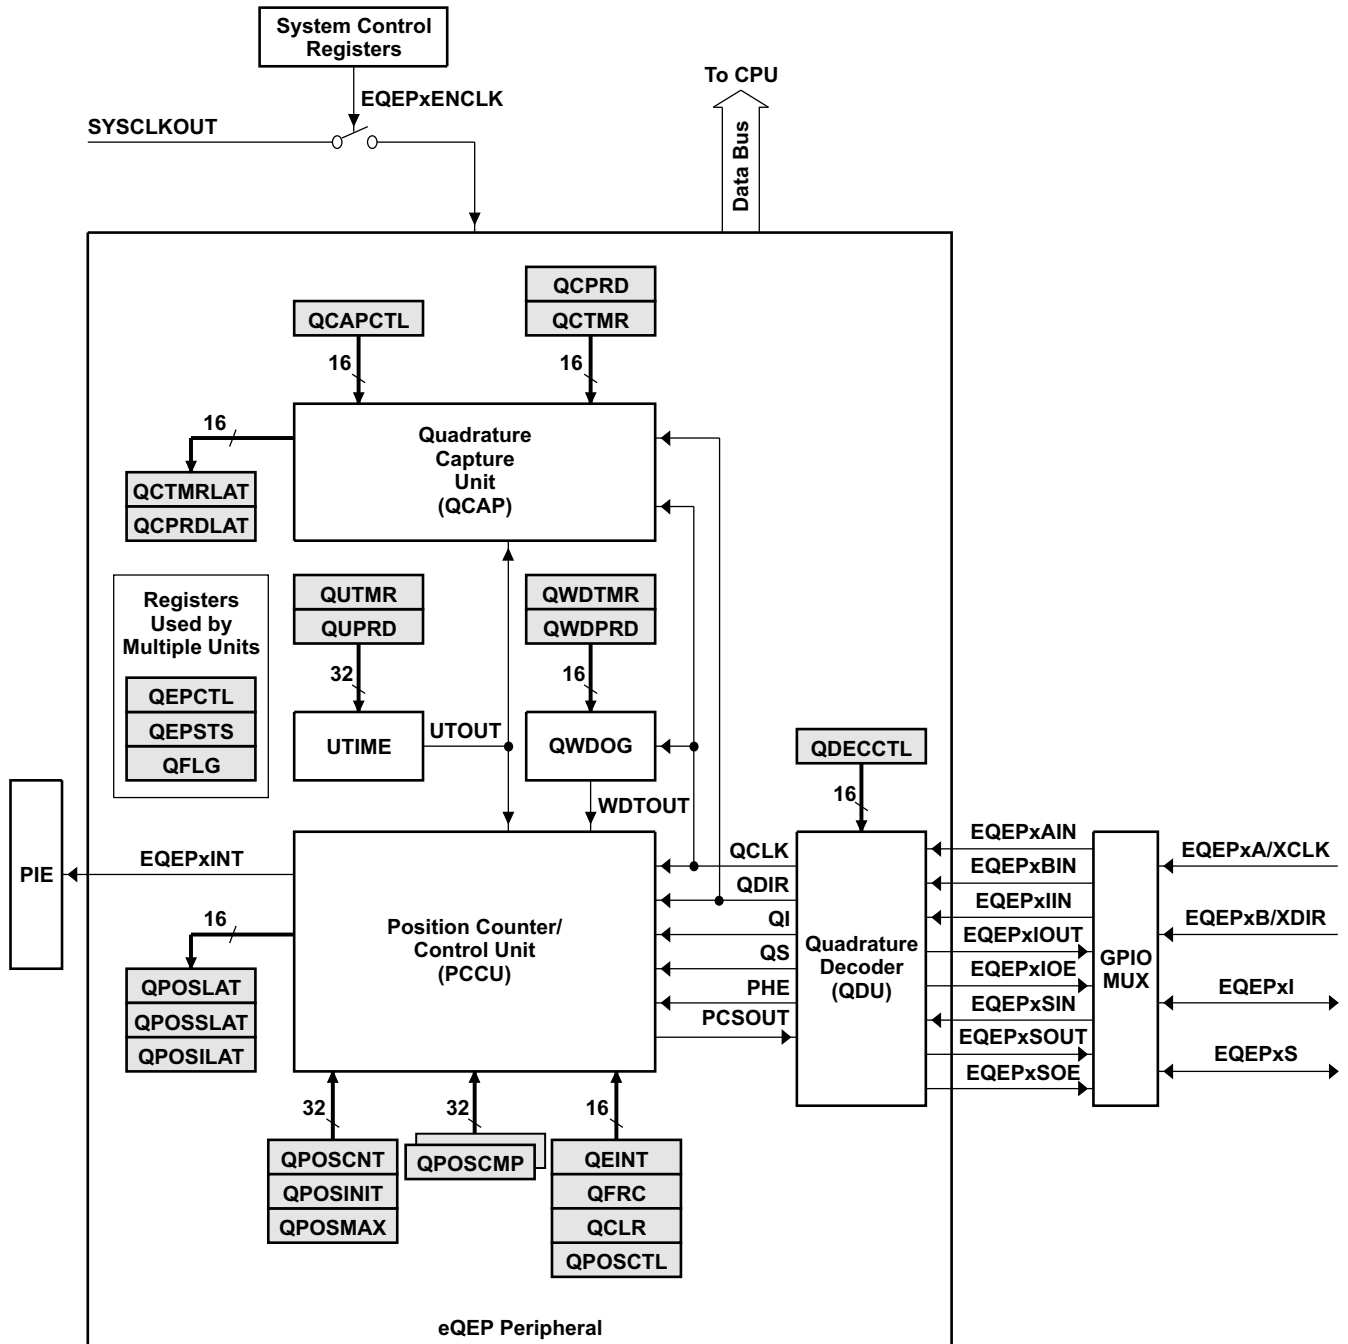 System Control
Registers
To CPU
EQEPxENCLK
SYSCLKOUT
Data Bus
QCPRD
QCTMR
QCAPCTL
16
16
16
Quadrature
Capture
Unit
(QCAP)
QCTMRLAT
QCPRDLAT
Registers
Used by
Multiple Units
QEPCTL
QEPSTS
QFLG
QUTMR
QUPRD
QWDTMR
QWDPRD
32
16
UTIME
UTOUT
QWDOG
QDECCTL
WDTOUT
16
PIE
EQEPxINT
QCLK
QDIR
QI
QS
PHE
PCSOUT
16
Position Counter/
Control Unit
(PCCU)
Quadrature
Decoder
(QDU)
EQEPxAIN
EQEPxBIN
EQEPxIIN
EQEPxIOUT
EQEPxIOE
EQEPxSIN
EQEPxSOUT
EQEPxSOE
GPIO
MUX
EQEPxA/XCLK
EQEPxB/XDIR
EQEPxI
EQEPxS
QPOSLAT
QPOSSLAT
QPOSILAT
32
32
16
QPOSCNT
QPOSINIT
QPOSMAX
QPOSCMP
QEINT
QFRC
QCLR
QPOSCTL
eQEP Peripheral